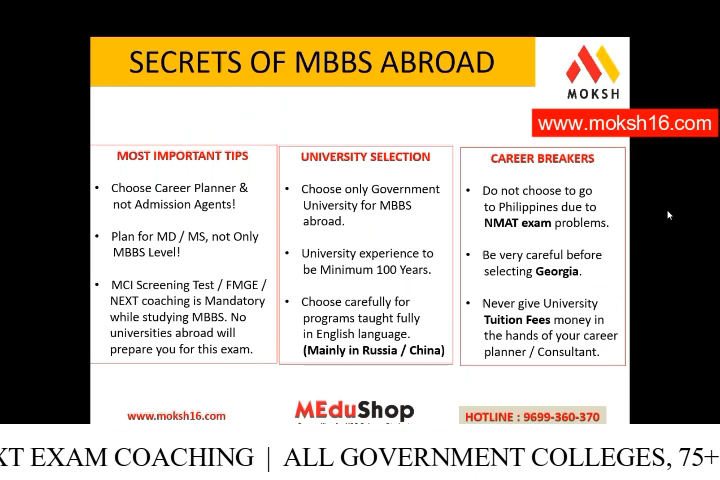 SECRETS OF MBBS ABROAD
MOKSH
www.moksh16.com
MOST IMPORTANT TIPS
• Choose Career Planner &
not Admission Agents!
• Plan for MD / MS, not Only
MBBS Level!
• MCI Screening Test / FMGE /
NEXT coaching is Mandatory
while studying MBBS. No
universities abroad will
prepare you for this exam.
UNIVERSITY SELECTION
• Choose only Government
University for MBBS
abroad.
• University experience to
be Minimum 100 Years.
• Choose carefully for
programs taught fully
in English language.
(Mainly in Russia / China)
CAREER BREAKERS
• Do not choose to go
to Philippines due to
NMAT exam problems.
• Be very careful before
selecting Georgia.
• Never give University
Tuition Fees money in
the hands of your career
planner / Consultant.
www.moksh16.com
MEduShop
HOTLINE : 9699-360-370
XT EXAM COACHING | ALL GOVERNMENT COLLEGES, 75+